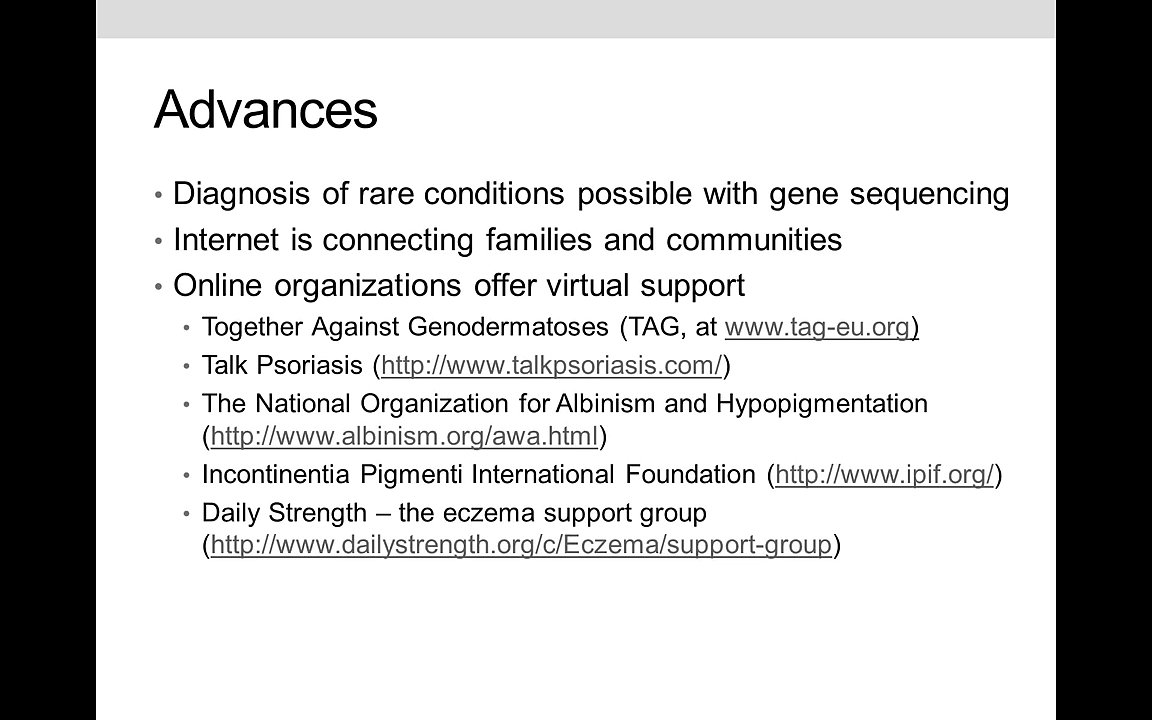 Advances
• Diagnosis of rare conditions possible with gene sequencing
• Internet is connecting families and communities
• Online organizations offer virtual support
• Together Against Genodermatoses (TAG, at www.tag-eu.org)
• Talk Psoriasis (http://www.talkpsoriasis.com/)
• The National Organization for Albinism and Hypopigmentation
(http://www.albinism.org/awa.html)
• Incontinentia Pigmenti International Foundation (http://www.ipif.org/)
• Daily Strength – the eczema support group
(http://www.dailystrength.org/c/Eczema/support-group)